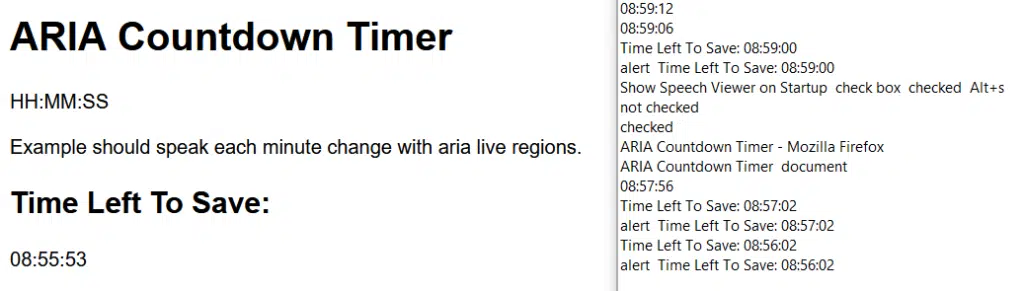 ARIA Countdown Timer
HH:MM:SS
Example should speak each minute change with aria live regions.
Time Left To Save:
08:55:53
08:59:12
08:59:06
Time Left To Save: 08:59:00
alert  Time Left To Save: 08:59:00
Show Speech Viewer on Startup  check box  checked  Alt+s
not checked
checked
ARIA Countdown Timer - Mozilla Firefox
ARIA Countdown Timer  document
08:57:56
Time Left To Save: 08:57:02
alert  Time Left To Save: 08:57:02
Time Left To Save: 08:56:02
alert  Time Left To Save: 08:56:02